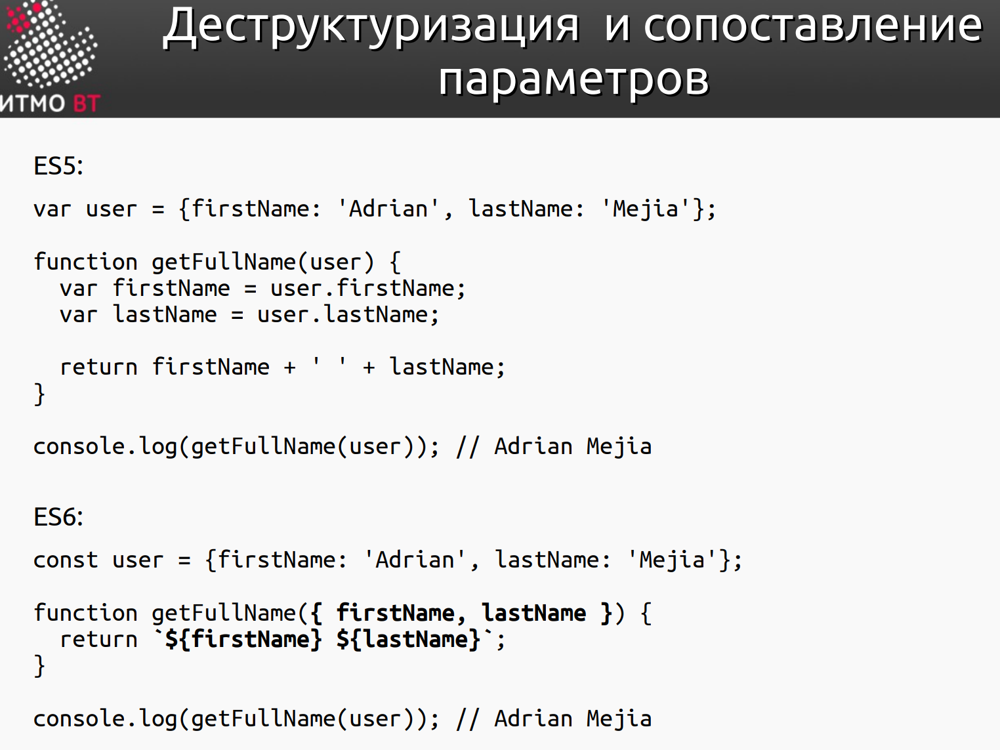 Деструктуризация и сопоставление
параметров
ИТМО ВТ
ES5:
var user = {firstName: 'Adrian', lastName: 'Mejia'};
function getFullName(user) {
  var firstName = user.firstName;
  var lastName = user.lastName;
  return firstName + ' ' + lastName;
}
console.log(getFullName(user)); // Adrian Mejia
ES6:
const user = {firstName: 'Adrian', lastName: 'Mejia'};
function getFullName({ firstName, lastName }) {
  return `${firstName} ${lastName}`;
}
console.log(getFullName(user)); // Adrian Mejia